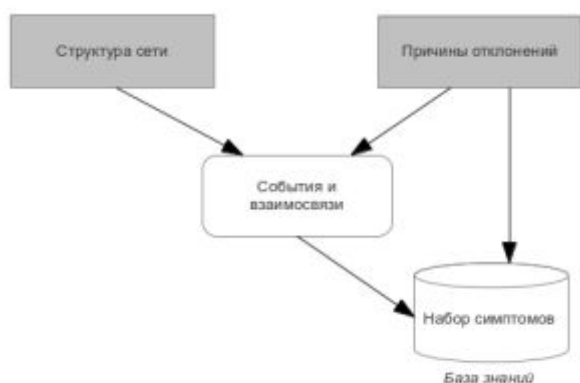 Структура сети
Причины отклонений
События и
взаимосвязи
Набор симптомов
База знаний